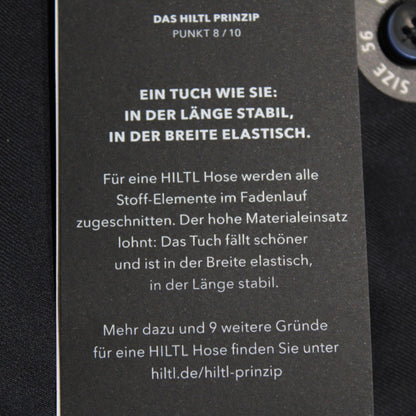 DAS HILTL PRINZIP
PUNKT 8 / 10
EIN TUCH WIE SIE:
IN DER LÄNGE STABIL,
IN DER BREITE ELASTISCH.
Für eine HILTL Hose werden alle
Stoff-Elemente im Fadenlauf
zugeschnitten. Der hohe Materialeinsatz
lohnt: Das Tuch fällt schöner
und ist in der Breite elastisch,
in der Länge stabil.
Mehr dazu und 9 weitere Gründe
für eine HILTL Hose finden Sie unter
hiltl.de/hiltl-prinzip
SIZE 56